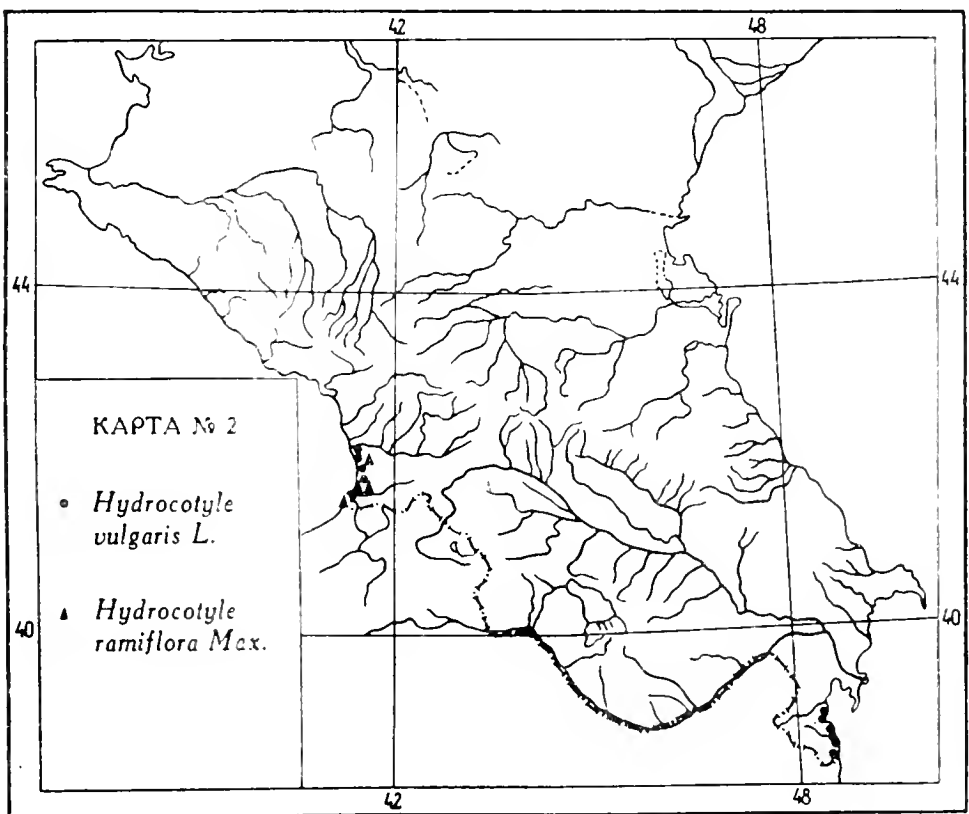 42 48
44 44
КАРТА № 2
Hydrocotyle
vulgaris L.
Hydrocotyle
ramiflora Max.
40 40
42 48